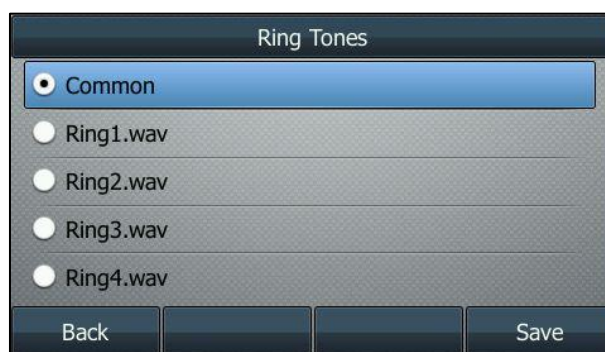 Ring Tones
Common
Ring1.wav
Ring2.wav
Ring3.wav
Ring4.wav
Back Save